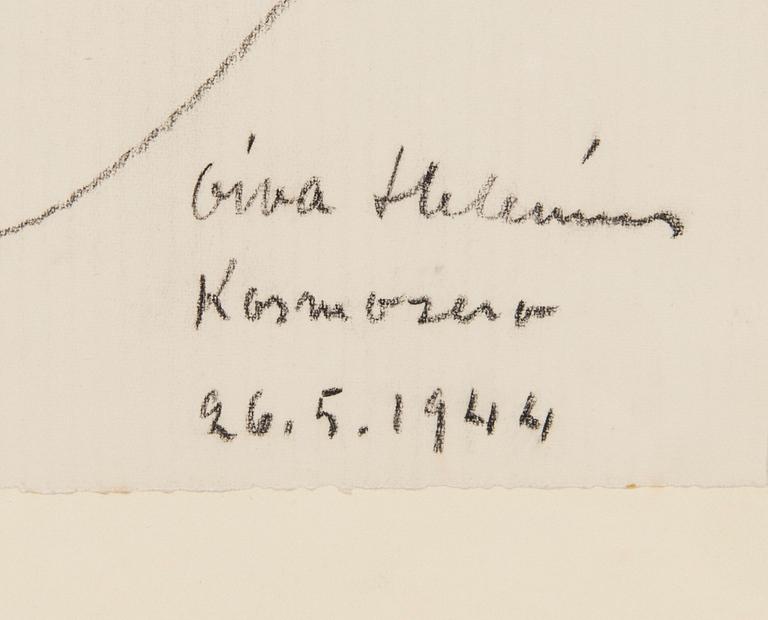 Oiva Helenius
Kosmozero
26.5.1944